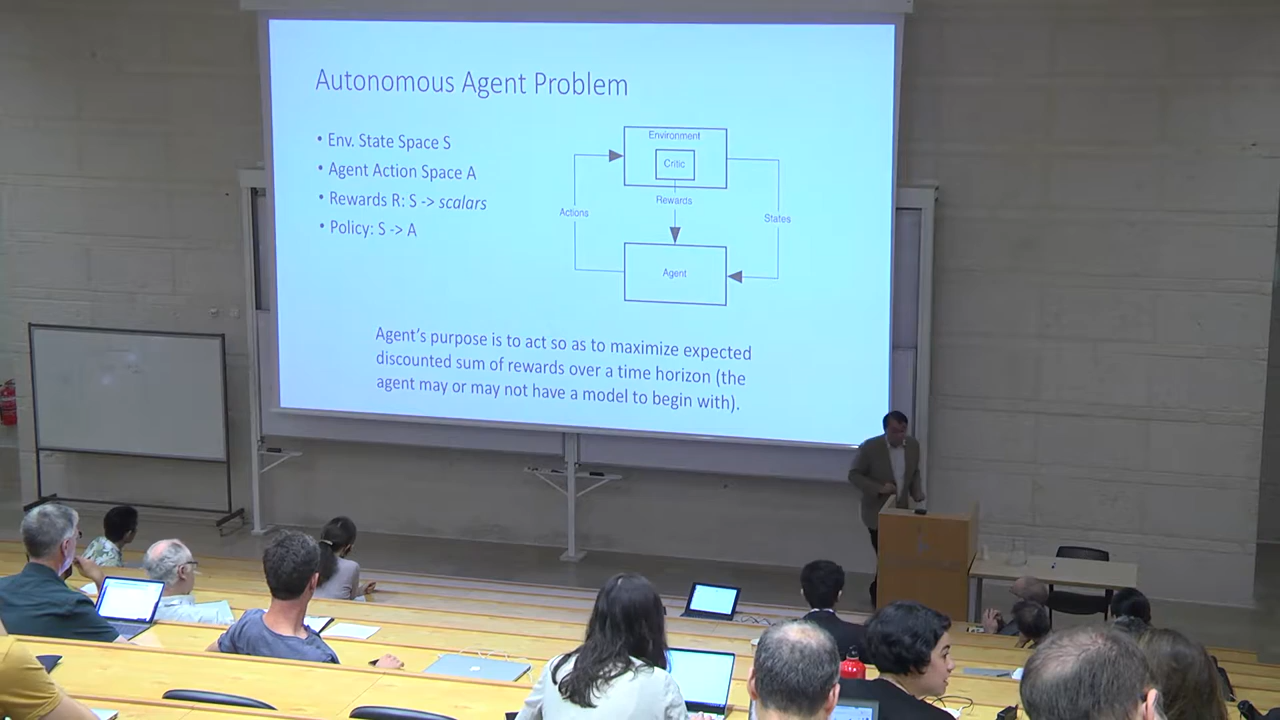 Autonomous Agent Problem
• Env. State Space S
• Agent Action Space A
• Rewards R: S -> scalars
• Policy: S -> A
Environment
Critic
Rewards
Actions
States
Agent
Agent's purpose is to act so as to maximize expected
discounted sum of rewards over a time horizon (the
agent may or may not have a model to begin with).